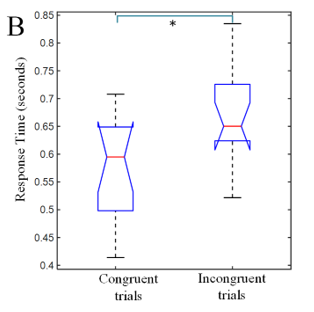 B
*
0.85
0.8
0.75
0.7
0.65
0.6
0.55
0.5
0.45
0.4
Response Time (seconds)
Congruent
trials
Incongruent
trials